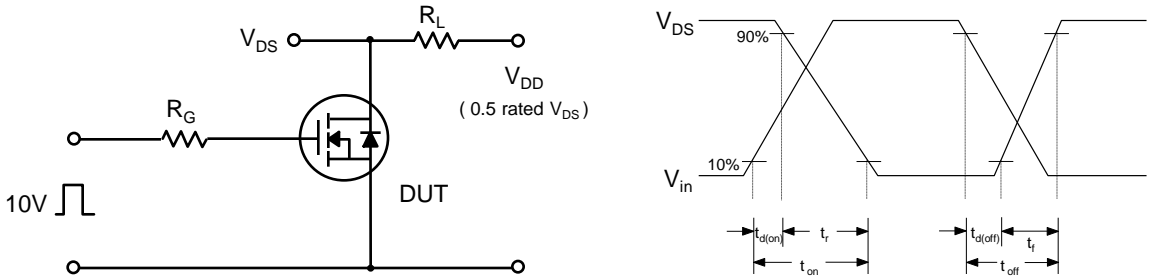 V_DS
R_L
V_DD
( 0.5 rated V_DS )
R_G
10V
DUT
V_DS
90%
10%
V_in
t_d(on)
t_r
t_on
t_d(off)
t_f
t_off